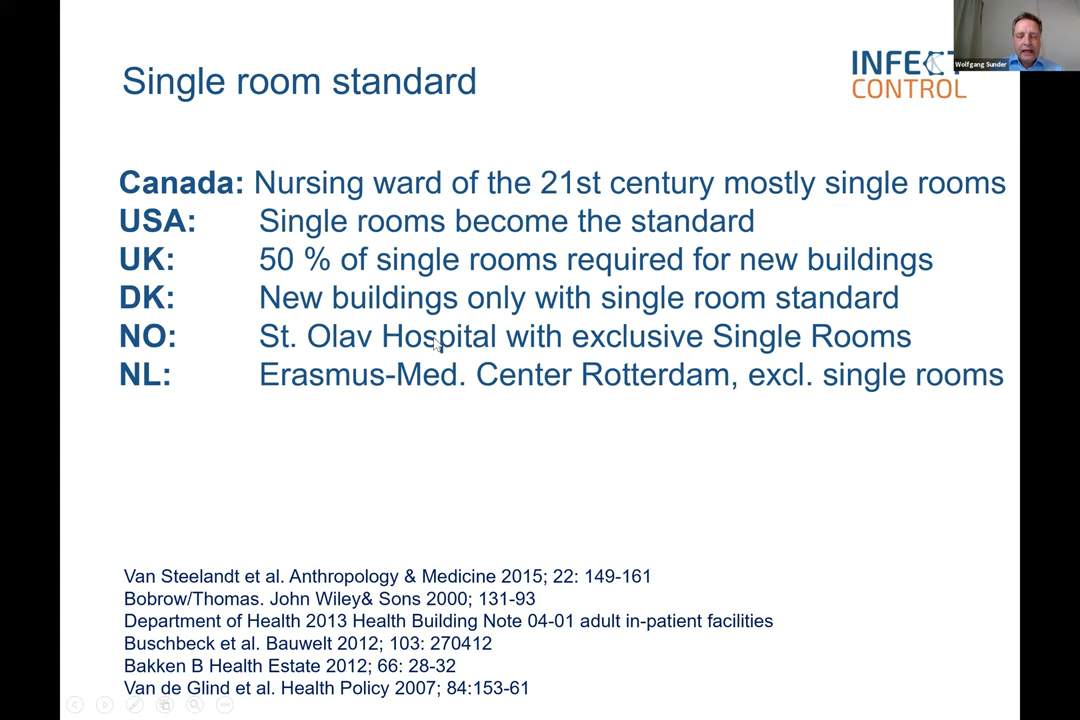 Single room standard
INFECT
CONTROL
Wolfgang Sunder
Canada: Nursing ward of the 21st century mostly single rooms
USA: Single rooms become the standard
UK: 50 % of single rooms required for new buildings
DK: New buildings only with single room standard
NO: St. Olav Hospital with exclusive Single Rooms
NL: Erasmus-Med. Center Rotterdam, excl. single rooms
Van Steelandt et al. Anthropology & Medicine 2015; 22: 149-161
Bobrow/Thomas. John Wiley& Sons 2000; 131-93
Department of Health 2013 Health Building Note 04-01 adult in-patient facilities
Buschbeck et al. Bauwelt 2012; 103: 270412
Bakken B Health Estate 2012; 66: 28-32
Van de Glind et al. Health Policy 2007; 84:153-61